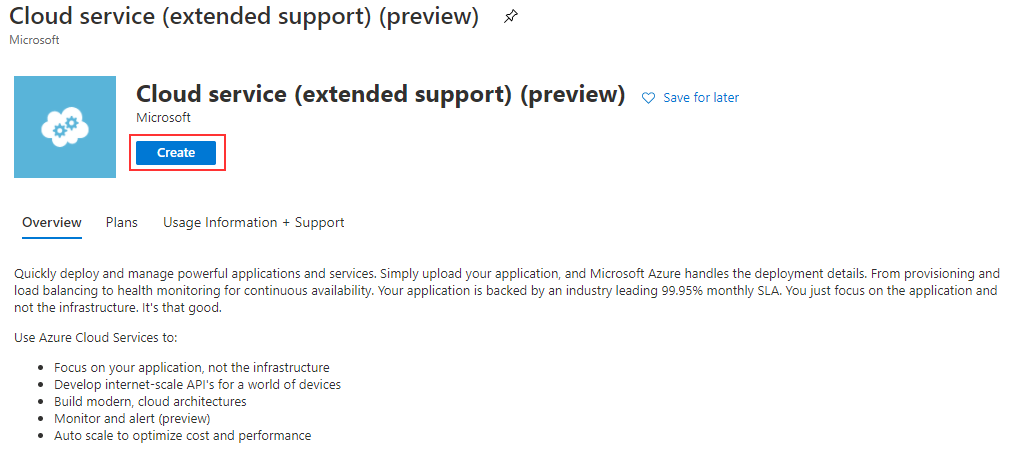 Cloud service (extended support) (preview)
Microsoft
Cloud service (extended support) (preview)
Save for later
Microsoft
Create
Overview Plans Usage Information + Support
Quickly deploy and manage powerful applications and services. Simply upload your application, and Microsoft Azure handles the deployment details. From provisioning and
load balancing to health monitoring for continuous availability. Your application is backed by an industry leading 99.95% monthly SLA. You just focus on the application and
not the infrastructure. It's that good.
Use Azure Cloud Services to:
• Focus on your application, not the infrastructure
• Develop internet-scale API's for a world of devices
• Build modern, cloud architectures
• Monitor and alert (preview)
• Auto scale to optimize cost and performance